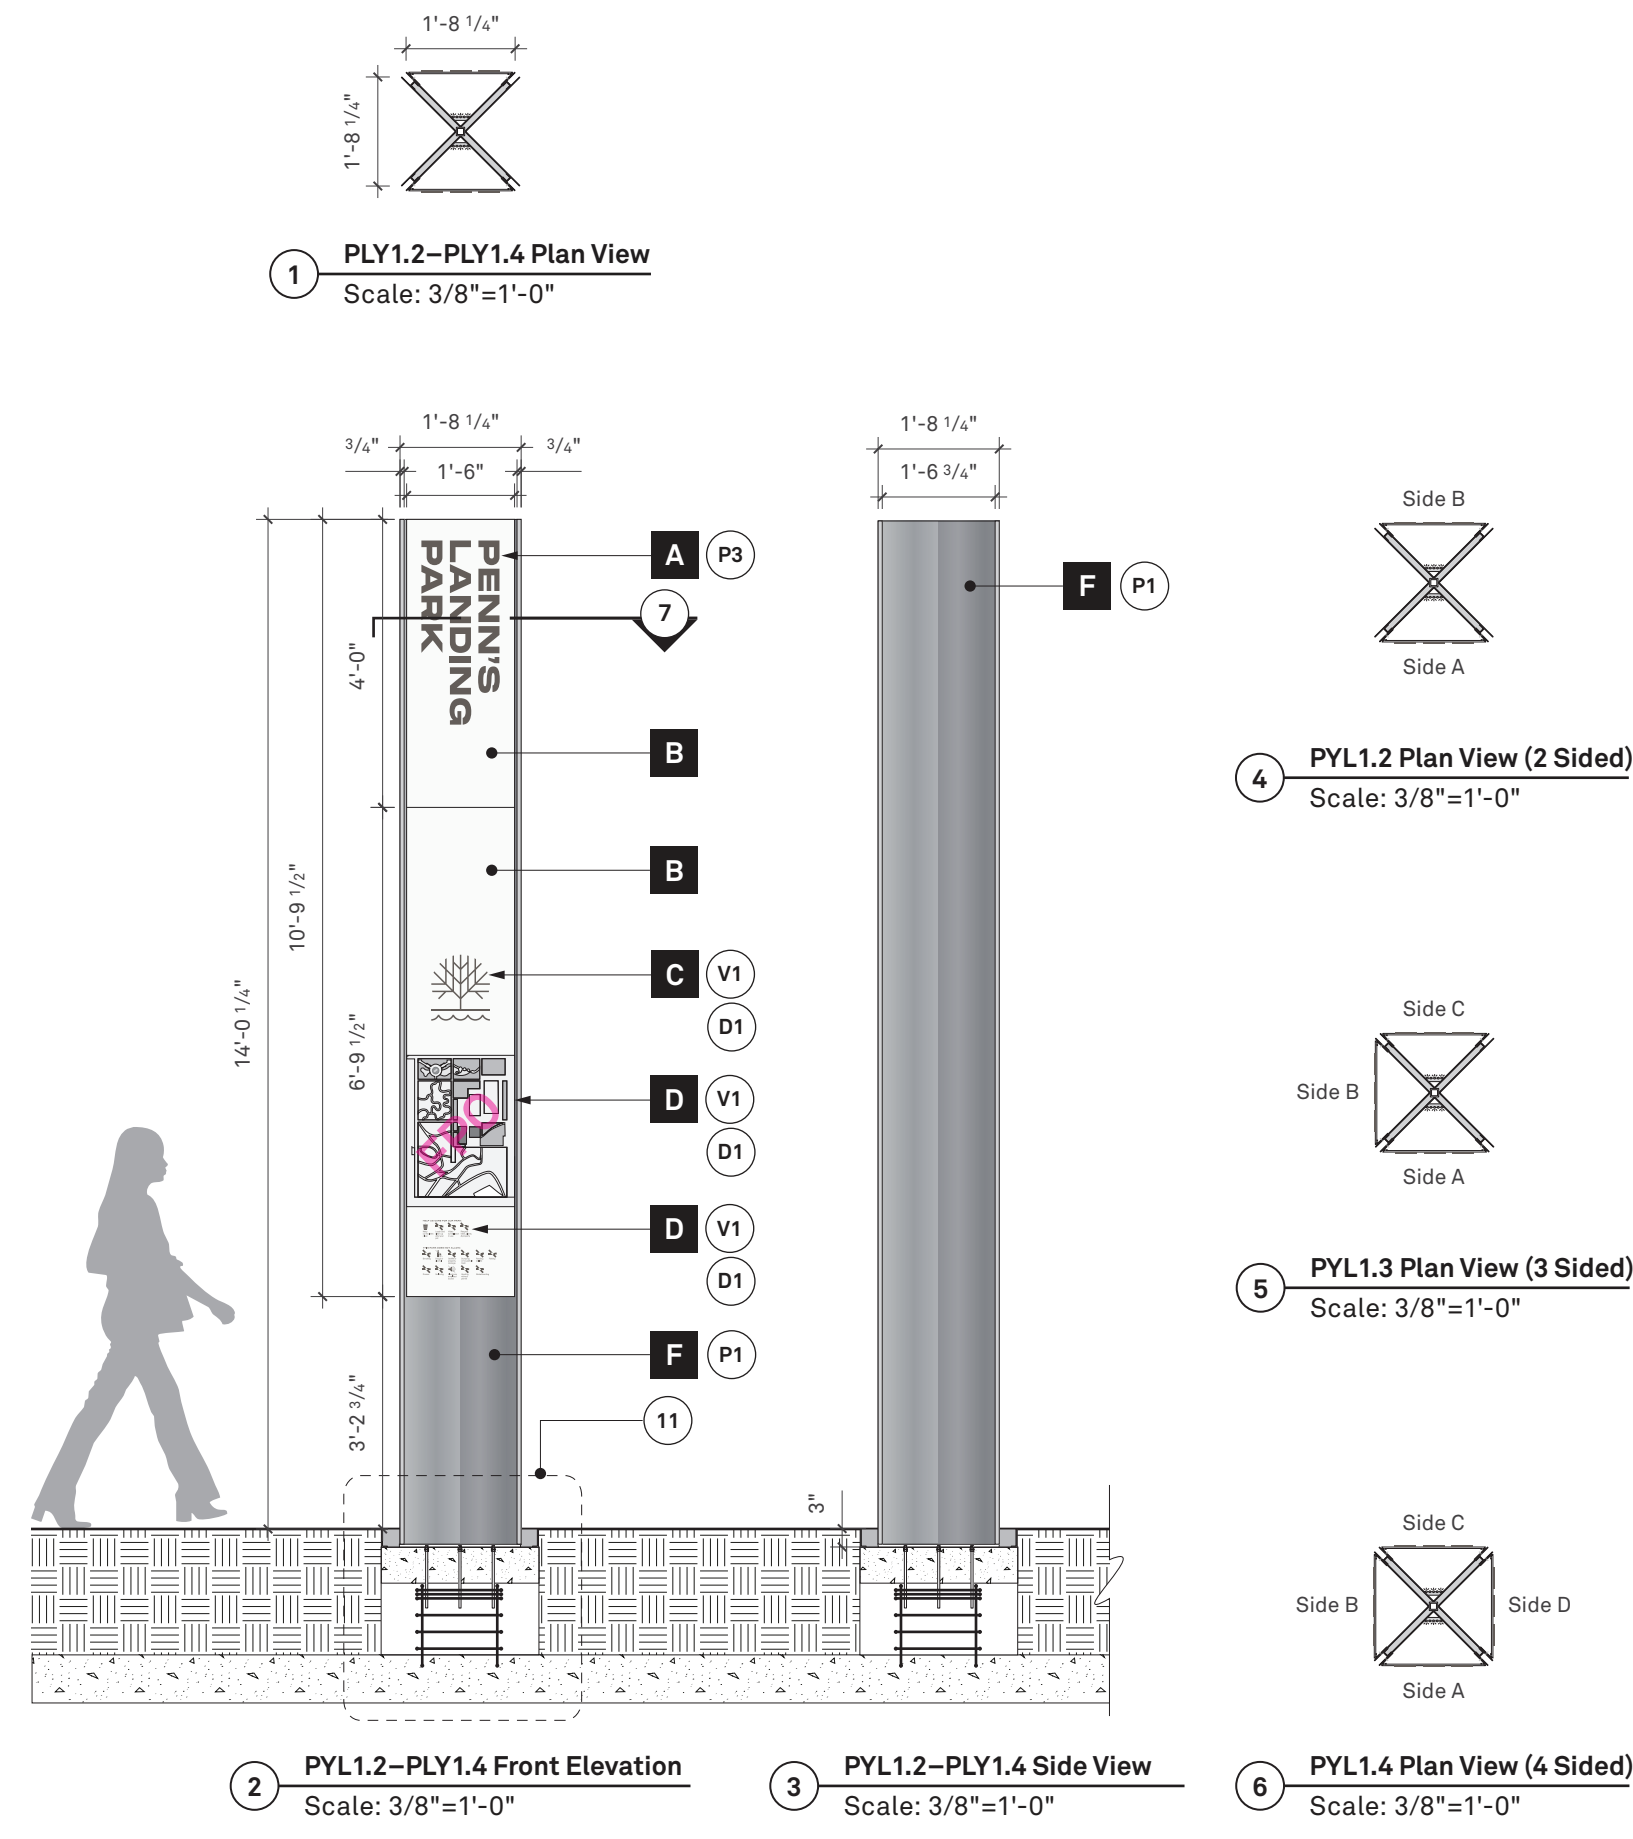 1'-8 1/4"
1'-8 1/4"
1
PLY1.2–PLY1.4 Plan View
Scale: 3/8"=1'-0"
1'-8 1/4"
3/4"
3/4"
1'-6"
1'-8 1/4"
1'-6 3/4"
PENN'S
LANDING
PARK
A
P3
7
B
B
C
V1
D1
D
V1
D1
D
V1
D1
F
P1
11
FPO
4'-0"
10'-9 1/2"
14'-0 1/4"
6'-9 1/2"
3'-2 3/4"
F
P1
3"
2
PYL1.2–PLY1.4 Front Elevation
Scale: 3/8"=1'-0"
3
PYL1.2–PLY1.4 Side View
Scale: 3/8"=1'-0"
Side B
Side A
4
PYL1.2 Plan View (2 Sided)
Scale: 3/8"=1'-0"
Side C
Side B
Side A
5
PYL1.3 Plan View (3 Sided)
Scale: 3/8"=1'-0"
Side C
Side B
Side D
Side A
6
PYL1.4 Plan View (4 Sided)
Scale: 3/8"=1'-0"